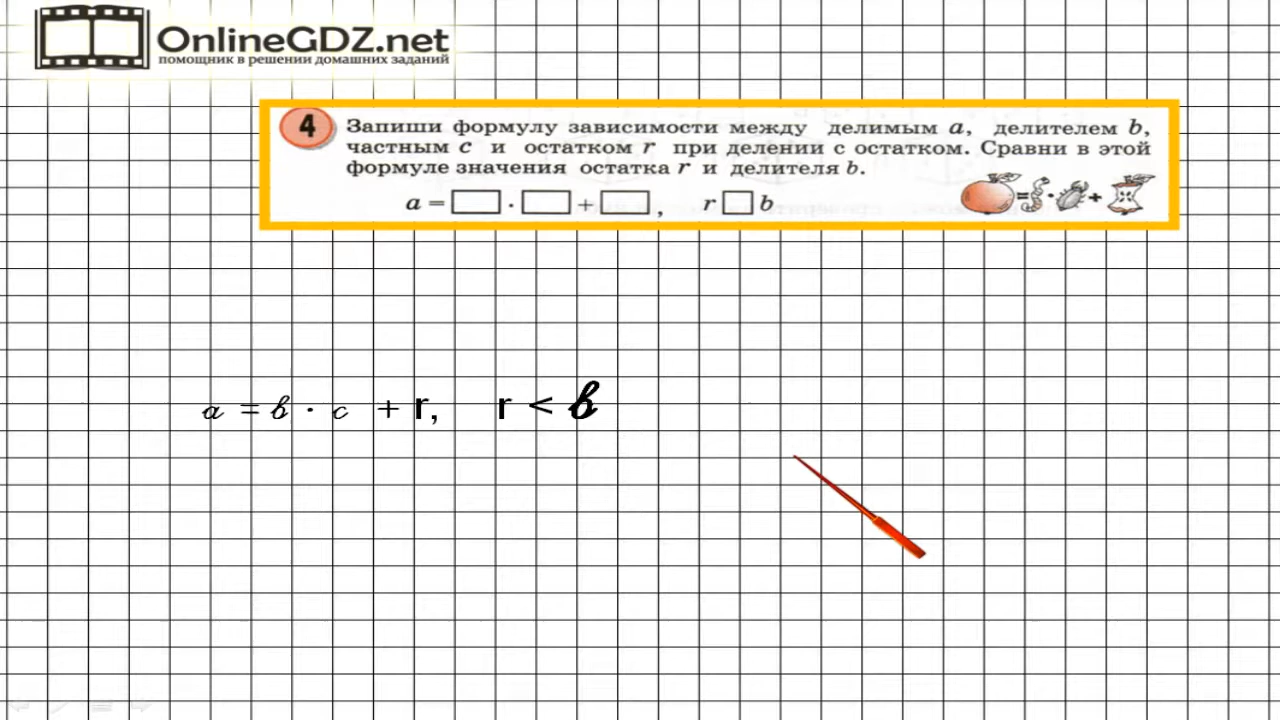 OnlineGDZ.net
помощник в решении домашних заданий
4 Запиши формулу зависимости между делимым a, делителем b,
частным c и остатком r при делении с остатком. Сравни в этой
формуле значения остатка r и делителя b.
a = □ · □ + □, r □ b
= · +
a = в · c + r, r < в